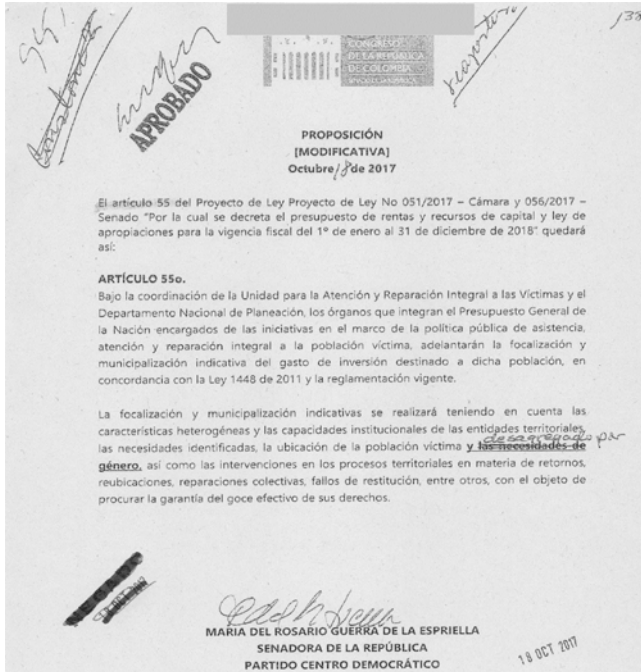 APROBADO
CONGRESO
DE LA REPÚBLICA
DE COLOMBIA
PROPOSICIÓN
[MODIFICATIVA]
Octubre 18 de 2017
El artículo 55 del Proyecto de Ley Proyecto de Ley No 051/2017 – Cámara y 056/2017 –
Senado "Por la cual se decreta el presupuesto de rentas y recursos de capital y ley de
apropiaciones para la vigencia fiscal del 1º de enero al 31 de diciembre de 2018" quedará
así:
ARTÍCULO 55o.
Bajo la coordinación de la Unidad para la Atención y Reparación Integral a las Víctimas y el
Departamento Nacional de Planeación, los órganos que integran el Presupuesto General de
la Nación encargados de las iniciativas en el marco de la política pública de asistencia,
atención y reparación integral a la población víctima, adelantarán la focalización y
municipalización indicativa del gasto de inversión destinado a dicha población, en
concordancia con la Ley 1448 de 2011 y la reglamentación vigente.
La focalización y municipalización indicativas se realizará teniendo en cuenta las
características heterogéneas y las capacidades institucionales de las entidades territoriales,
desagregado por
las necesidades identificadas, la ubicación de la población víctima y las necesidades de
género, así como las intervenciones en los procesos territoriales en materia de retornos,
reubicaciones, reparaciones colectivas, fallos de restitución, entre otros, con el objeto de
procurar la garantía del goce efectivo de sus derechos.
MARIA DEL ROSARIO GUERRA DE LA ESPRIELLA
SENADORA DE LA REPÚBLICA
PARTIDO CENTRO DEMOCRÁTICO
18 OCT 2017